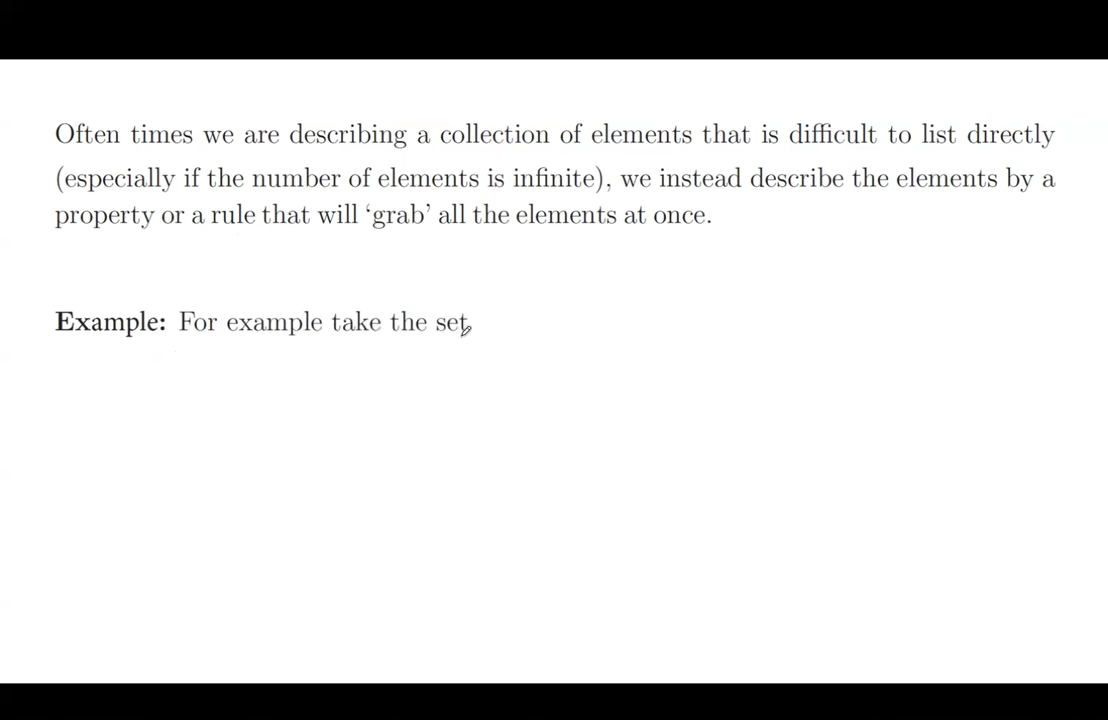 Often times we are describing a collection of elements that is difficult to list directly
(especially if the number of elements is infinite), we instead describe the elements by a
property or a rule that will ‘grab’ all the elements at once.
Example: For example take the set